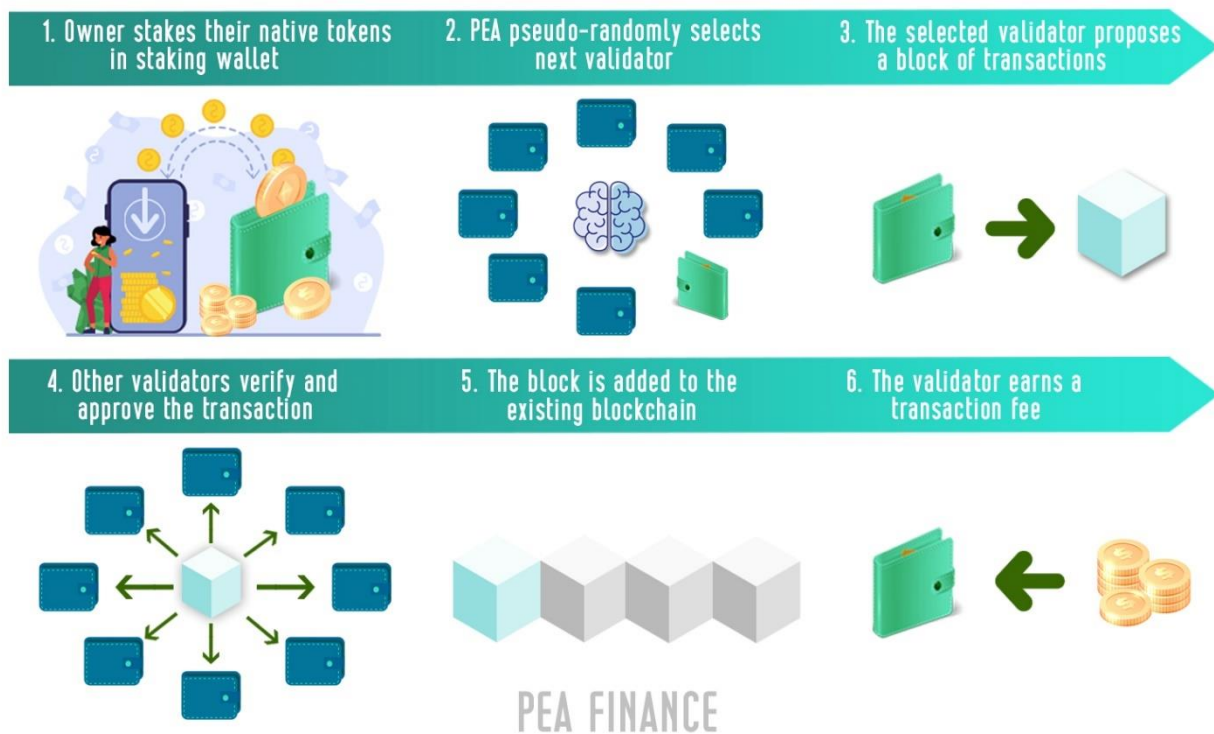 1. Owner stakes their native tokens
in staking wallet
2. PEA pseudo-randomly selects
next validator
3. The selected validator proposes
a block of transactions
4. Other validators verify and
approve the transaction
5. The block is added to the
existing blockchain
6. The validator earns a
transaction fee
PEA FINANCE